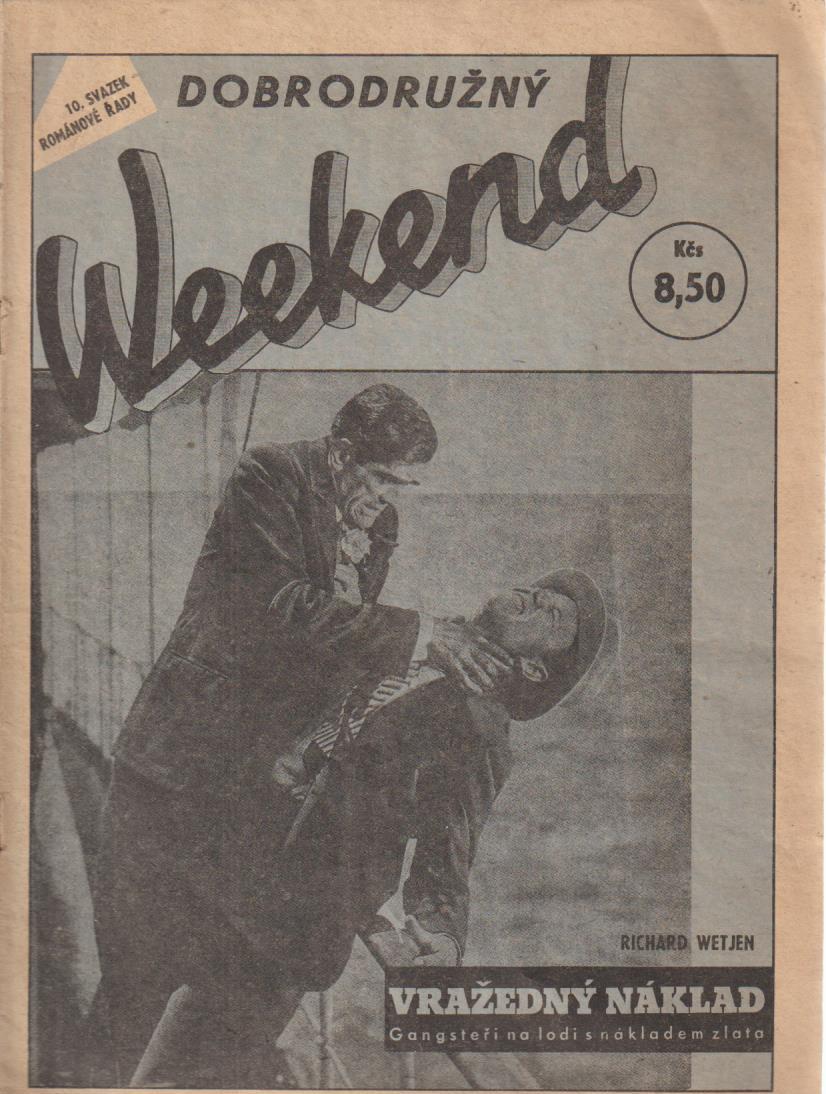 10. SVAZEK
ROMÁNOVÉ ŘADY
DOBRODRUŽNÝ
Weekend
Kčs
8,50
RICHARD WETJEN
VRAŽEDNÝ NÁKLAD
Gangsteři na lodi s nákladem zlata